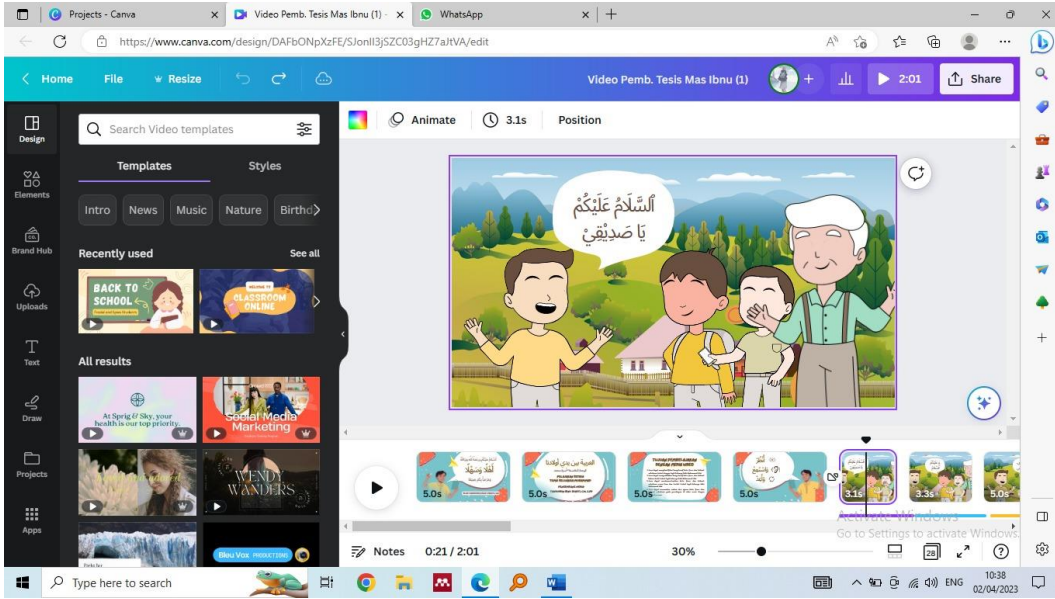 Projects - Canva
Video Pemb. Tesis Mas Ibnu (1) -
WhatsApp
https://www.canva.com/design/DAFbONpXzFE/SJonII3jSZC03gHZ7aJtVA/edit
Home
File
Resize
Video Pemb. Tesis Mas Ibnu (1)
2:01
Share
Design
Elements
Brand Hub
Uploads
Text
Draw
Projects
Apps
Search Video templates
Templates
Styles
Intro
News
Music
Nature
Birthd
Recently used
See all
BACK TO
SCHOOL
CLASSROOM
ONLINE
All results
At Sprig & Sky, your
health is our top priority.
Social Media
Marketing
WENDY
WANDERS
Bleu Vox PRODUCTIONS
Animate
3.1s
Position
اَلسَّلَامُ عَلَيْكُمْ
يَا صَدِيْقِيْ
5.0s
5.0s
5.0s
5.0s
3.1s
3.3s
5.0s
Activate Windows
Go to Settings to activate Windows.
Notes
0:21 / 2:01
30%
28
Type here to search
ENG
10:38
02/04/2023